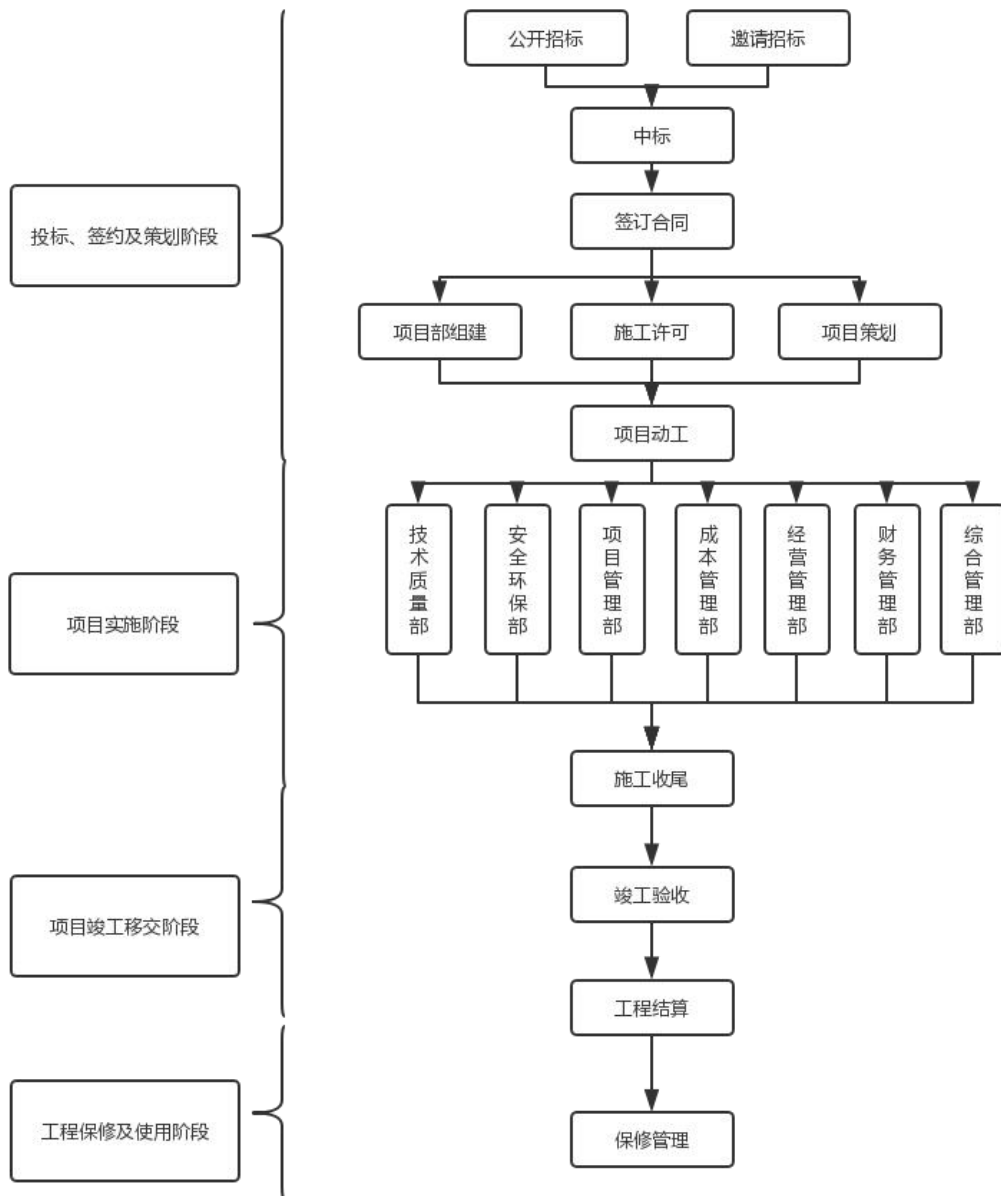 公开招标
邀请招标
中标
签订合同
投标、签约及策划阶段
项目部组建
施工许可
项目策划
项目动工
技术质量部
安全环保部
项目管理部
成本管理部
经营管理部
财务管理部
综合管理部
项目实施阶段
施工收尾
竣工验收
项目竣工移交阶段
工程结算
工程保修及使用阶段
保修管理